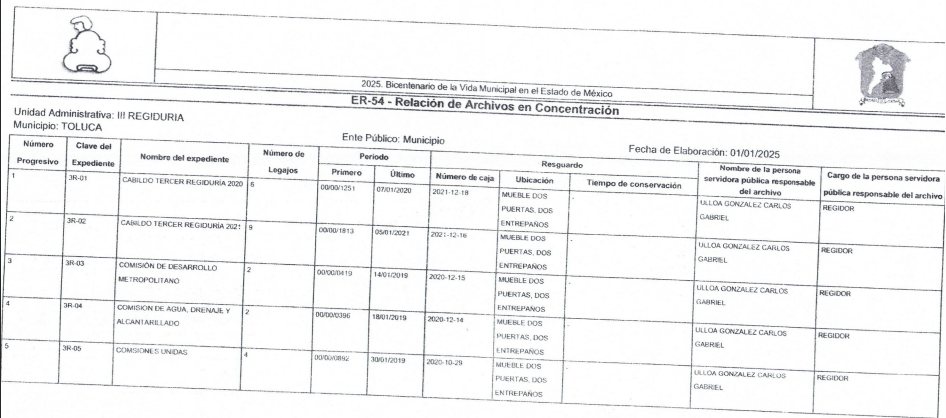 2025. Bicentenario de la Vida Municipal en el Estado de México
ER-54 - Relación de Archivos en Concentración
Unidad Administrativa: III REGIDURIA
Municipio: TOLUCA
Ente Público: Municipio
Fecha de Elaboración: 01/01/2025
Número Progresivo | Clave del Expediente | Nombre del expediente | Número de Legajos | Periodo | Resguardo | Nombre de la persona servidora pública responsable del archivo | Cargo de la persona servidora pública responsable del archivo
Primero | Último | Número de caja | Ubicación | Tiempo de conservación
1 | 3R-01 | CABILDO TERCER REGIDURÍA 2020 | 6 | 00/00/1251 | 07/01/2020 | 2021-12-18 | MUEBLE DOS PUERTAS, DOS ENTREPAÑOS | . | ULLOA GONZALEZ CARLOS GABRIEL | REGIDOR
2 | 3R-02 | CABILDO TERCER REGIDURÍA 2021 | 9 | 00/00/1813 | 05/01/2021 | 2021-12-16 | MUEBLE DOS PUERTAS, DOS ENTREPAÑOS | . | ULLOA GONZALEZ CARLOS GABRIEL | REGIDOR
3 | 3R-03 | COMISIÓN DE DESARROLLO METROPOLITANO | 2 | 00/00/0419 | 14/01/2019 | 2020-12-15 | MUEBLE DOS PUERTAS, DOS ENTREPAÑOS | . | ULLOA GONZALEZ CARLOS GABRIEL | REGIDOR
4 | 3R-04 | COMISION DE AGUA, DRENAJE Y ALCANTARILLADO | 2 | 00/00/0396 | 18/01/2019 | 2020-12-14 | MUEBLE DOS PUERTAS, DOS ENTREPAÑOS | . | ULLOA GONZALEZ CARLOS GABRIEL | REGIDOR
5 | 3R-05 | COMSIONES UNIDAS | 4 | 00/00/0892 | 30/01/2019 | 2020-10-29 | MUEBLE DOS PUERTAS, DOS ENTREPAÑOS | . | ULLOA GONZALEZ CARLOS GABRIEL | REGIDOR